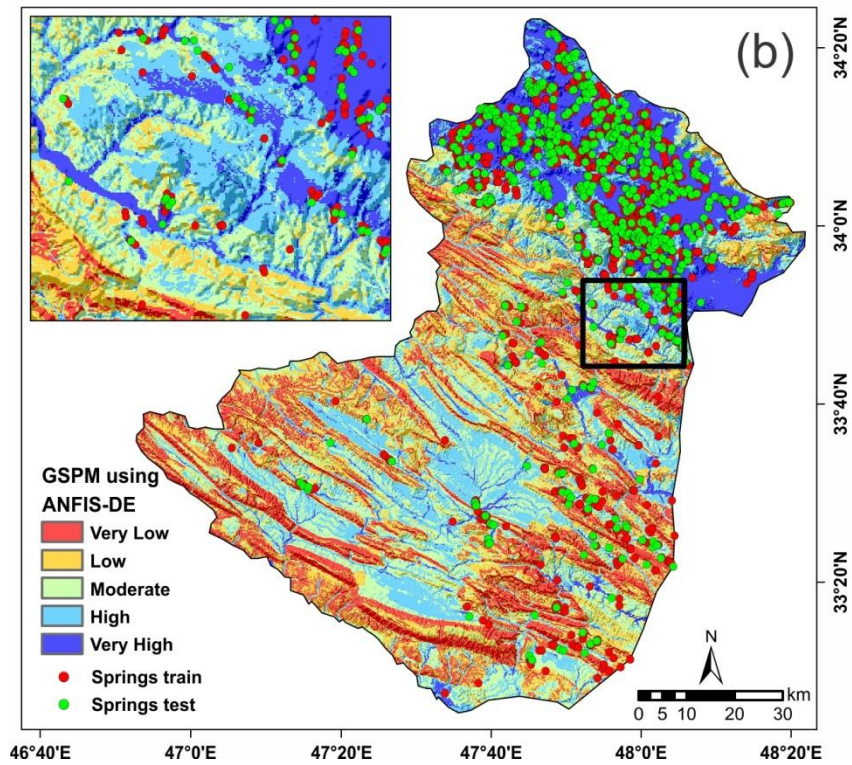 (b)
34°20'N
34°0'N
33°40'N
33°20'N
GSPM using
ANFIS-DE
Very Low
Low
Moderate
High
Very High
Springs train
Springs test
N
km
0 5 10 20 30
46°40'E 47°0'E 47°20'E 47°40'E 48°0'E 48°20'E